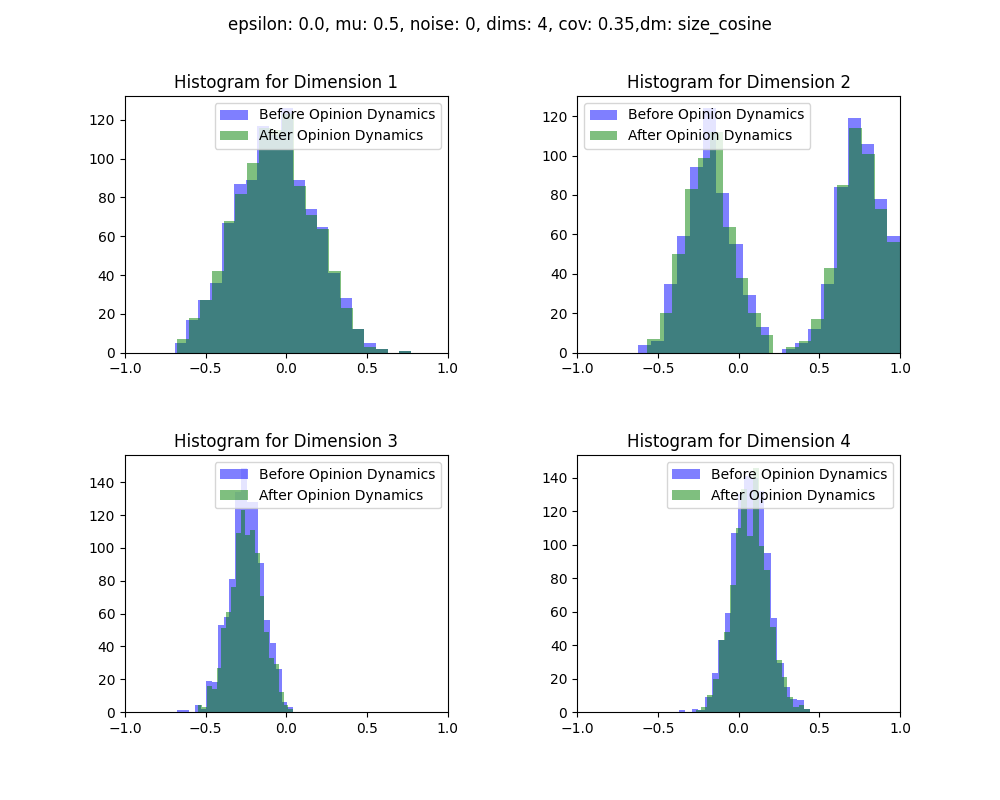 epsilon: 0.0, mu: 0.5, noise: 0, dims: 4, cov: 0.35,dm: size_cosine
Histogram for Dimension 1
Before Opinion Dynamics
After Opinion Dynamics
120
100
80
60
40
20
0
−1.0 −0.5 0.0 0.5 1.0
Histogram for Dimension 2
Before Opinion Dynamics
After Opinion Dynamics
120
100
80
60
40
20
0
−1.0 −0.5 0.0 0.5 1.0
Histogram for Dimension 3
Before Opinion Dynamics
After Opinion Dynamics
140
120
100
80
60
40
20
0
−1.0 −0.5 0.0 0.5 1.0
Histogram for Dimension 4
Before Opinion Dynamics
After Opinion Dynamics
140
120
100
80
60
40
20
0
−1.0 −0.5 0.0 0.5 1.0